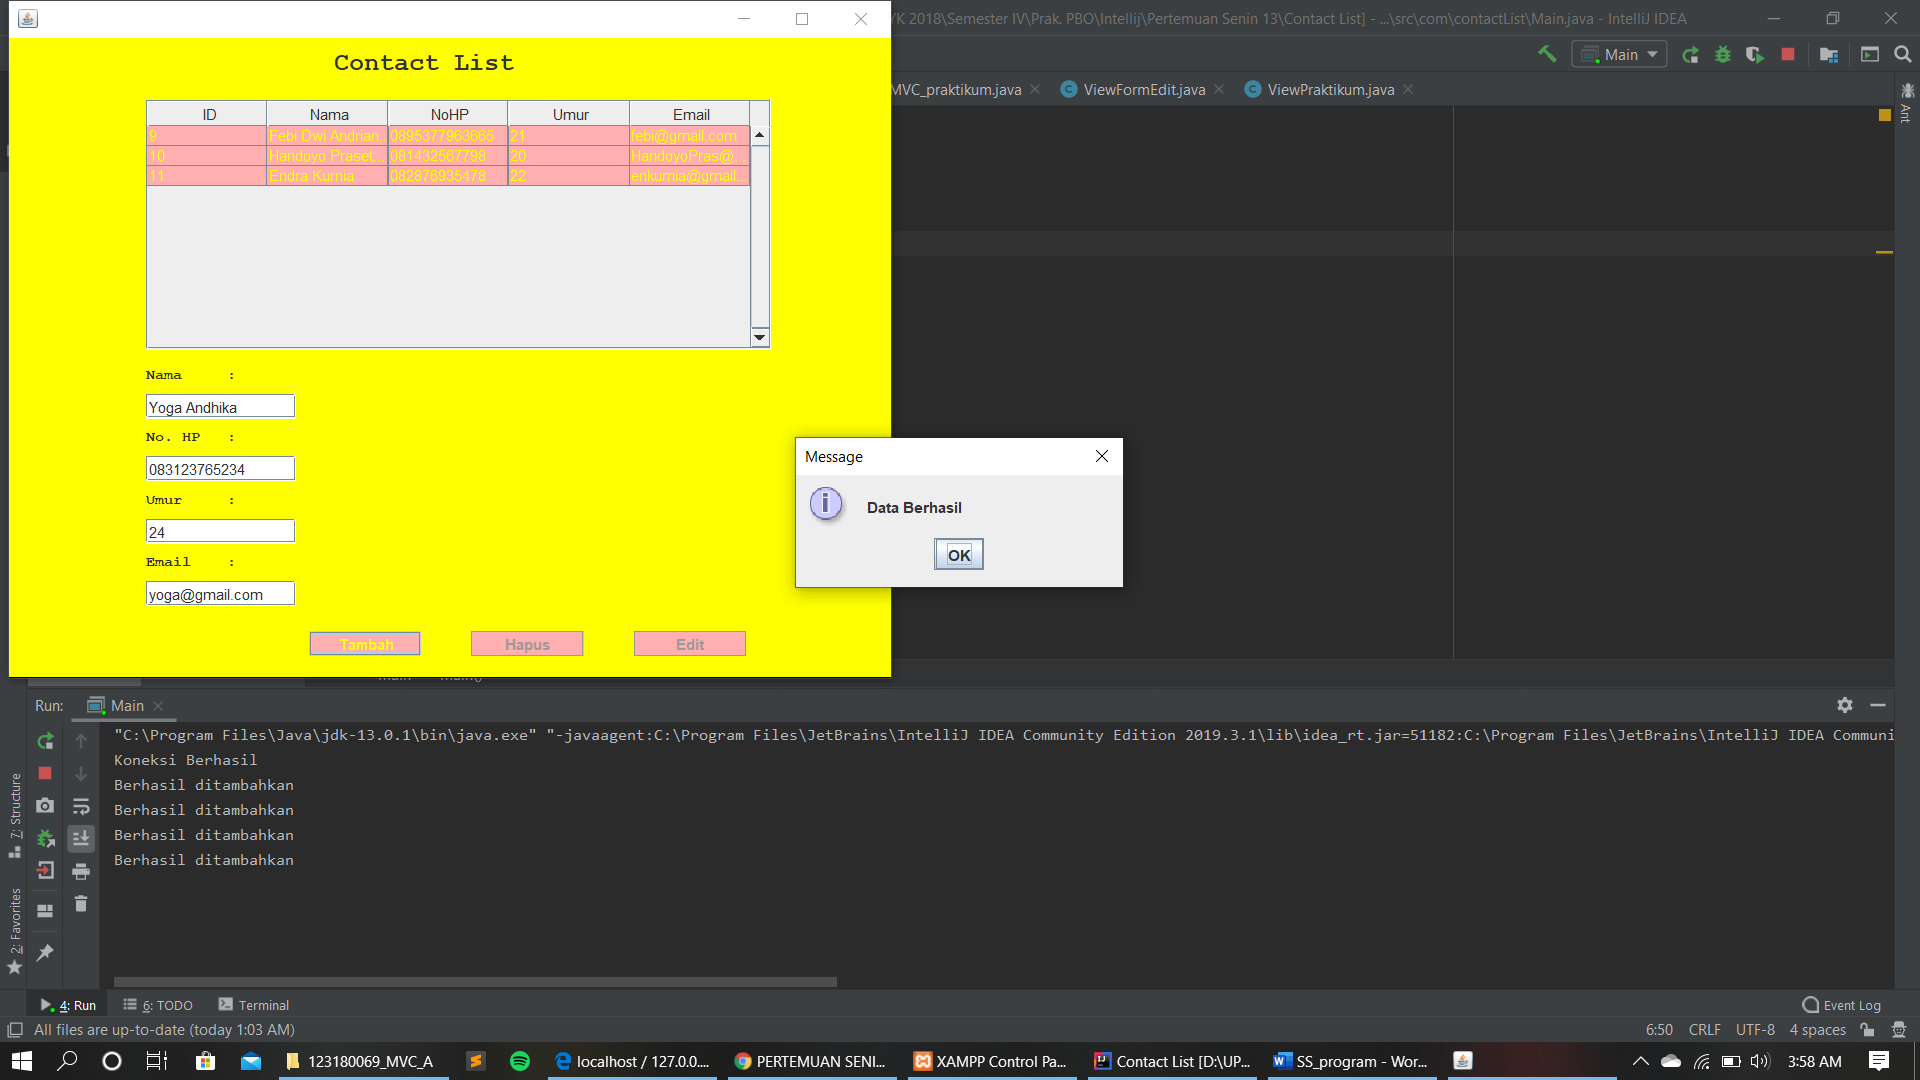 YK 2018\Semester IV\Prak. PBO\Intellij\Pertemuan Senin 13\Contact List] - ...\src\com\contactList\Main.java - IntelliJ IDEA
Main
MVC_praktikum.java
ViewFormEdit.java
ViewPraktikum.java
Ant
Contact List
ID Nama NoHP Umur Email
9 Febi Dwi Andrian... 0895377963665 21 febi@gmail.com
10 Handoyo Praset... 081432567798 20 HandoyoPras@...
11 Endra Kurnia 082876935478 22 enkurnia@gmail...
Nama :
Yoga Andhika
No. HP :
083123765234
Umur :
24
Email :
yoga@gmail.com
Tambah Hapus Edit
Message
Data Berhasil
OK
Run: Main
"C:\Program Files\Java\jdk-13.0.1\bin\java.exe" "-javaagent:C:\Program Files\JetBrains\IntelliJ IDEA Community Edition 2019.3.1\lib\idea_rt.jar=51182:C:\Program Files\JetBrains\IntelliJ IDEA Communi
Koneksi Berhasil
Berhasil ditambahkan
Berhasil ditambahkan
Berhasil ditambahkan
Berhasil ditambahkan
7: Structure
2: Favorites
4: Run 6: TODO Terminal Event Log
All files are up-to-date (today 1:03 AM) 6:50 CRLF UTF-8 4 spaces
123180069_MVC_A localhost / 127.0.0.... PERTEMUAN SENI... XAMPP Control Pa... Contact List [D:\UP... SS_program - Wor... 3:58 AM